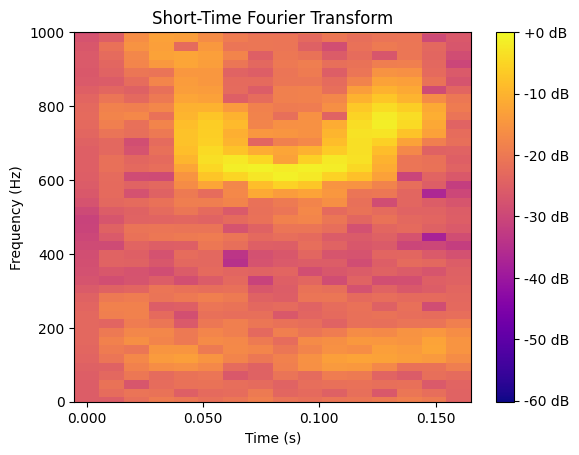 Short-Time Fourier Transform
1000
800
600
400
200
0
Frequency (Hz)
0.000 0.050 0.100 0.150
Time (s)
+0 dB
-10 dB
-20 dB
-30 dB
-40 dB
-50 dB
-60 dB